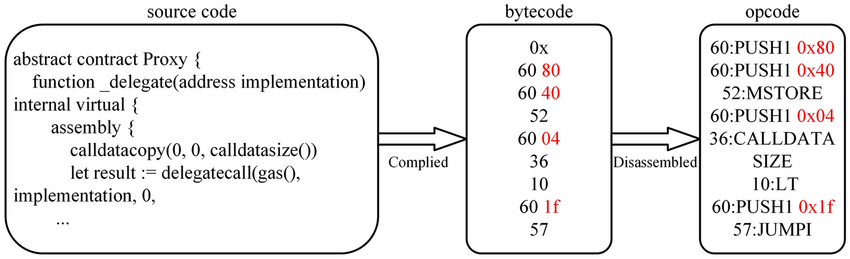 source code
abstract contract Proxy {
function _delegate(address implementation)
internal virtual {
assembly {
calldatacopy(0, 0, calldatasize())
let result := delegatecall(gas(),
implementation, 0,
...
Complied
bytecode
0x
60 80
60 40
52
60 04
36
10
60 1f
57
Disassembled
opcode
60:PUSH1 0x80
60:PUSH1 0x40
52:MSTORE
60:PUSH1 0x04
36:CALLDATA
SIZE
10:LT
60:PUSH1 0x1f
57:JUMPI